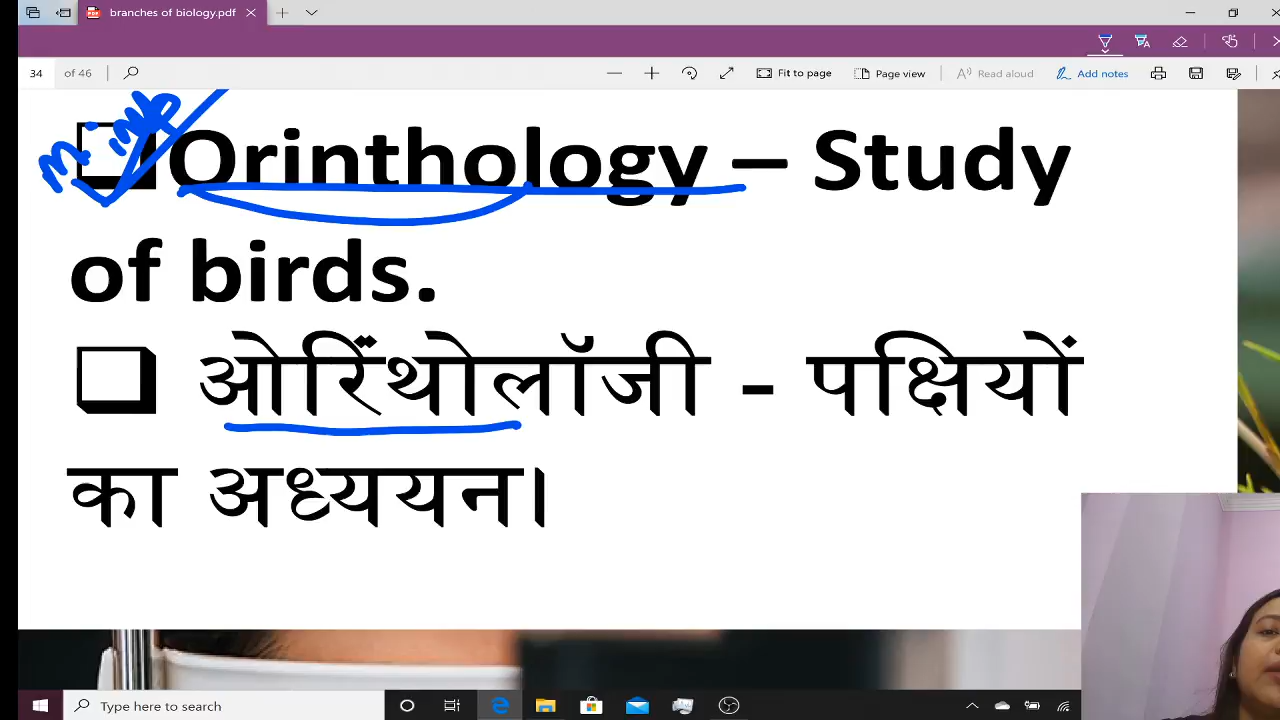 branches of biology.pdf
34 of 46 Fit to page Page view Read aloud Add notes
M. Imp
Orinthology – Study
of birds.
ओरिंथोलॉजी - पक्षियों
का अध्ययन।
Type here to search